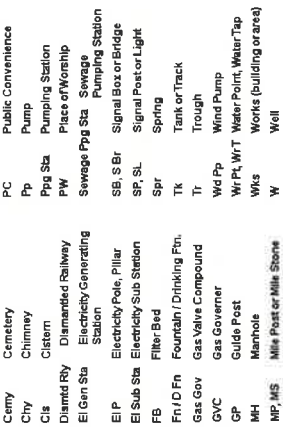 Cemy Cemetery
Chy Chimney
Cis Cistern
Dismtd Rly Dismantled Railway
El Gen Sta Electricity Generating
Station
El P Electricity Pole, Pillar
El Sub Sta Electricity Sub Station
FB Filter Bed
Fn / D Fn Fountain / Drinking Ftn.
Gas Gov Gas Valve Compound
GVC Gas Governer
GP Guide Post
MH Manhole
MP, MS Mile Post or Mile Stone
PC Public Convenience
Pp Pump
Ppg Sta Pumping Station
PW Place of Worship
Sewage Ppg Sta Sewage
Pumping Station
SB, S Br Signal Box or Bridge
SP, SL Signal Post or Light
Spr Spring
Tk Tank or Track
Tr Trough
Wd Pp Wind Pump
Wr Pt, Wr T Water Point, Water Tap
Wks Works (building or area)
W Well